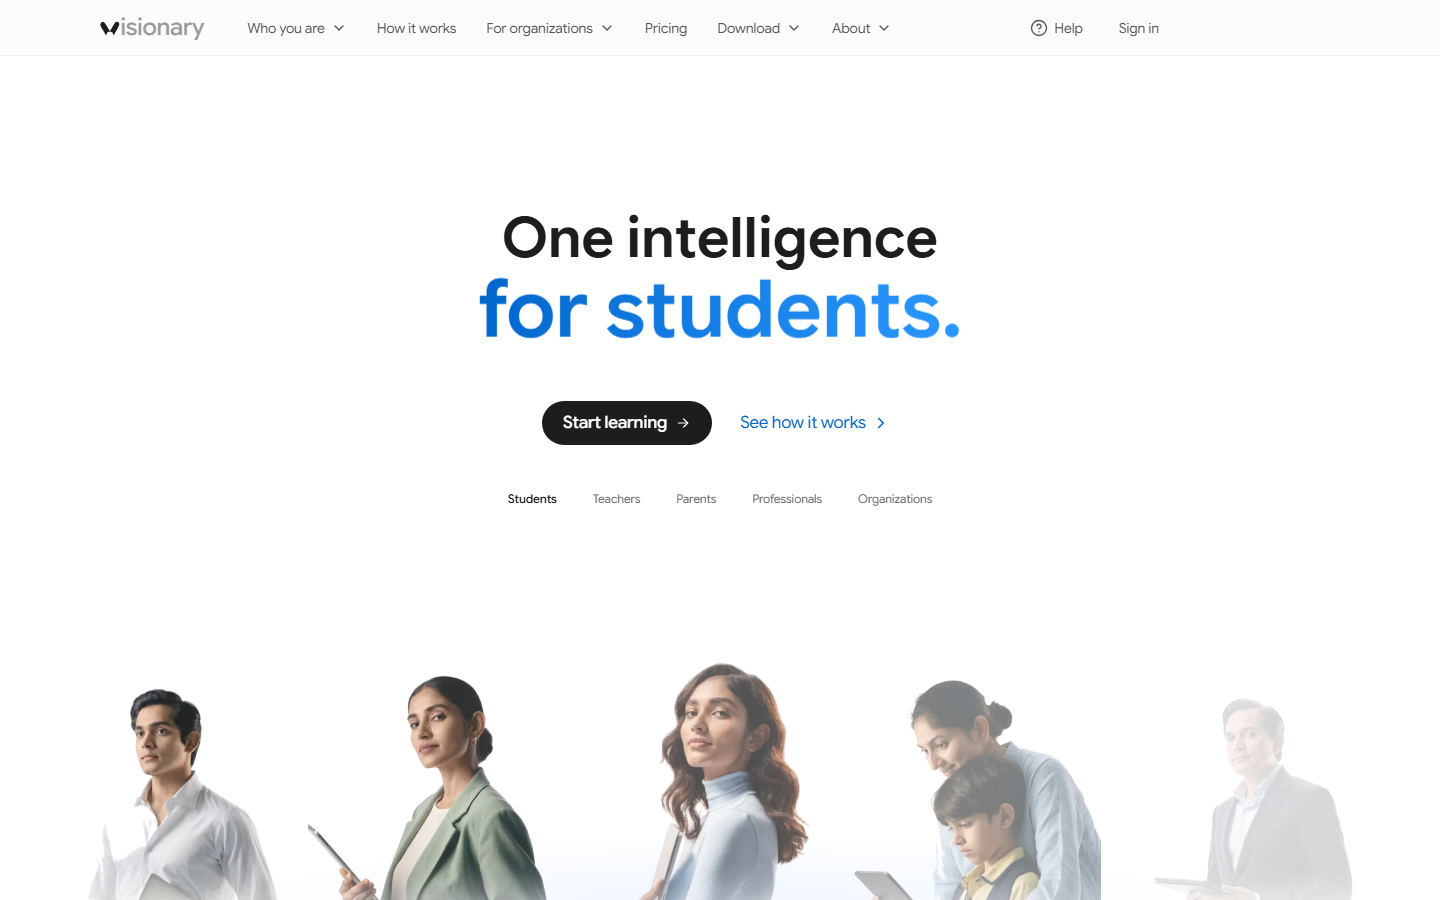 visionary
Who you are
How it works
For organizations
Pricing
Download
About
Help
Sign in
One intelligence
for students.
Start learning
See how it works
Students
Teachers
Parents
Professionals
Organizations